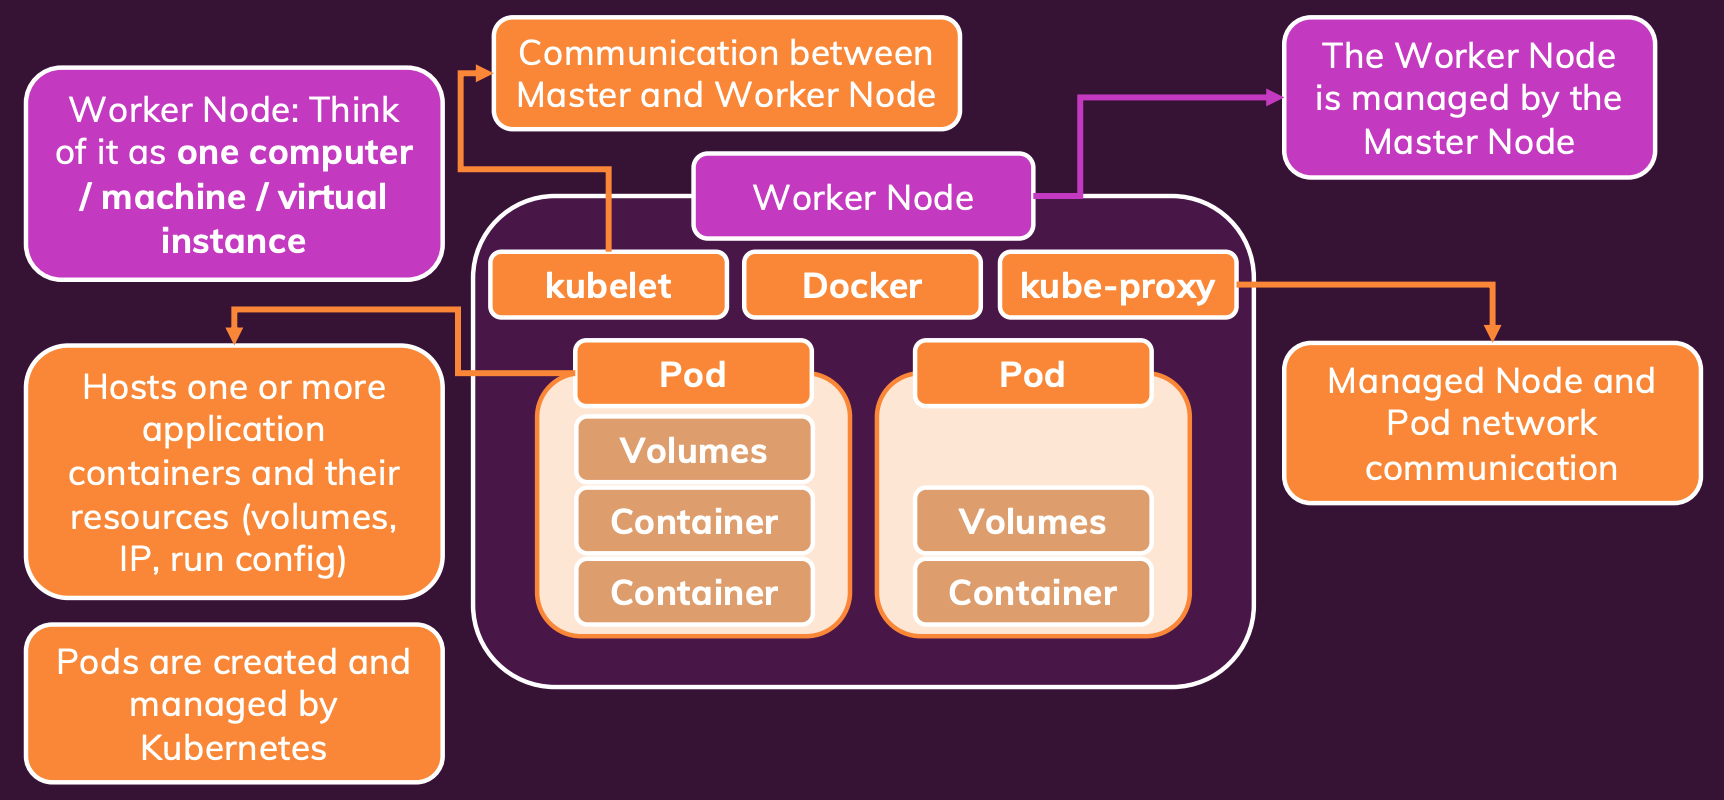 Communication between
Master and Worker Node
The Worker Node
is managed by the
Master Node
Worker Node: Think
of it as one computer
/ machine / virtual
instance
Worker Node
kubelet
Docker
kube-proxy
Hosts one or more
application
containers and their
resources (volumes,
IP, run config)
Pod
Volumes
Container
Container
Pod
Volumes
Container
Managed Node and
Pod network
communication
Pods are created and
managed by
Kubernetes